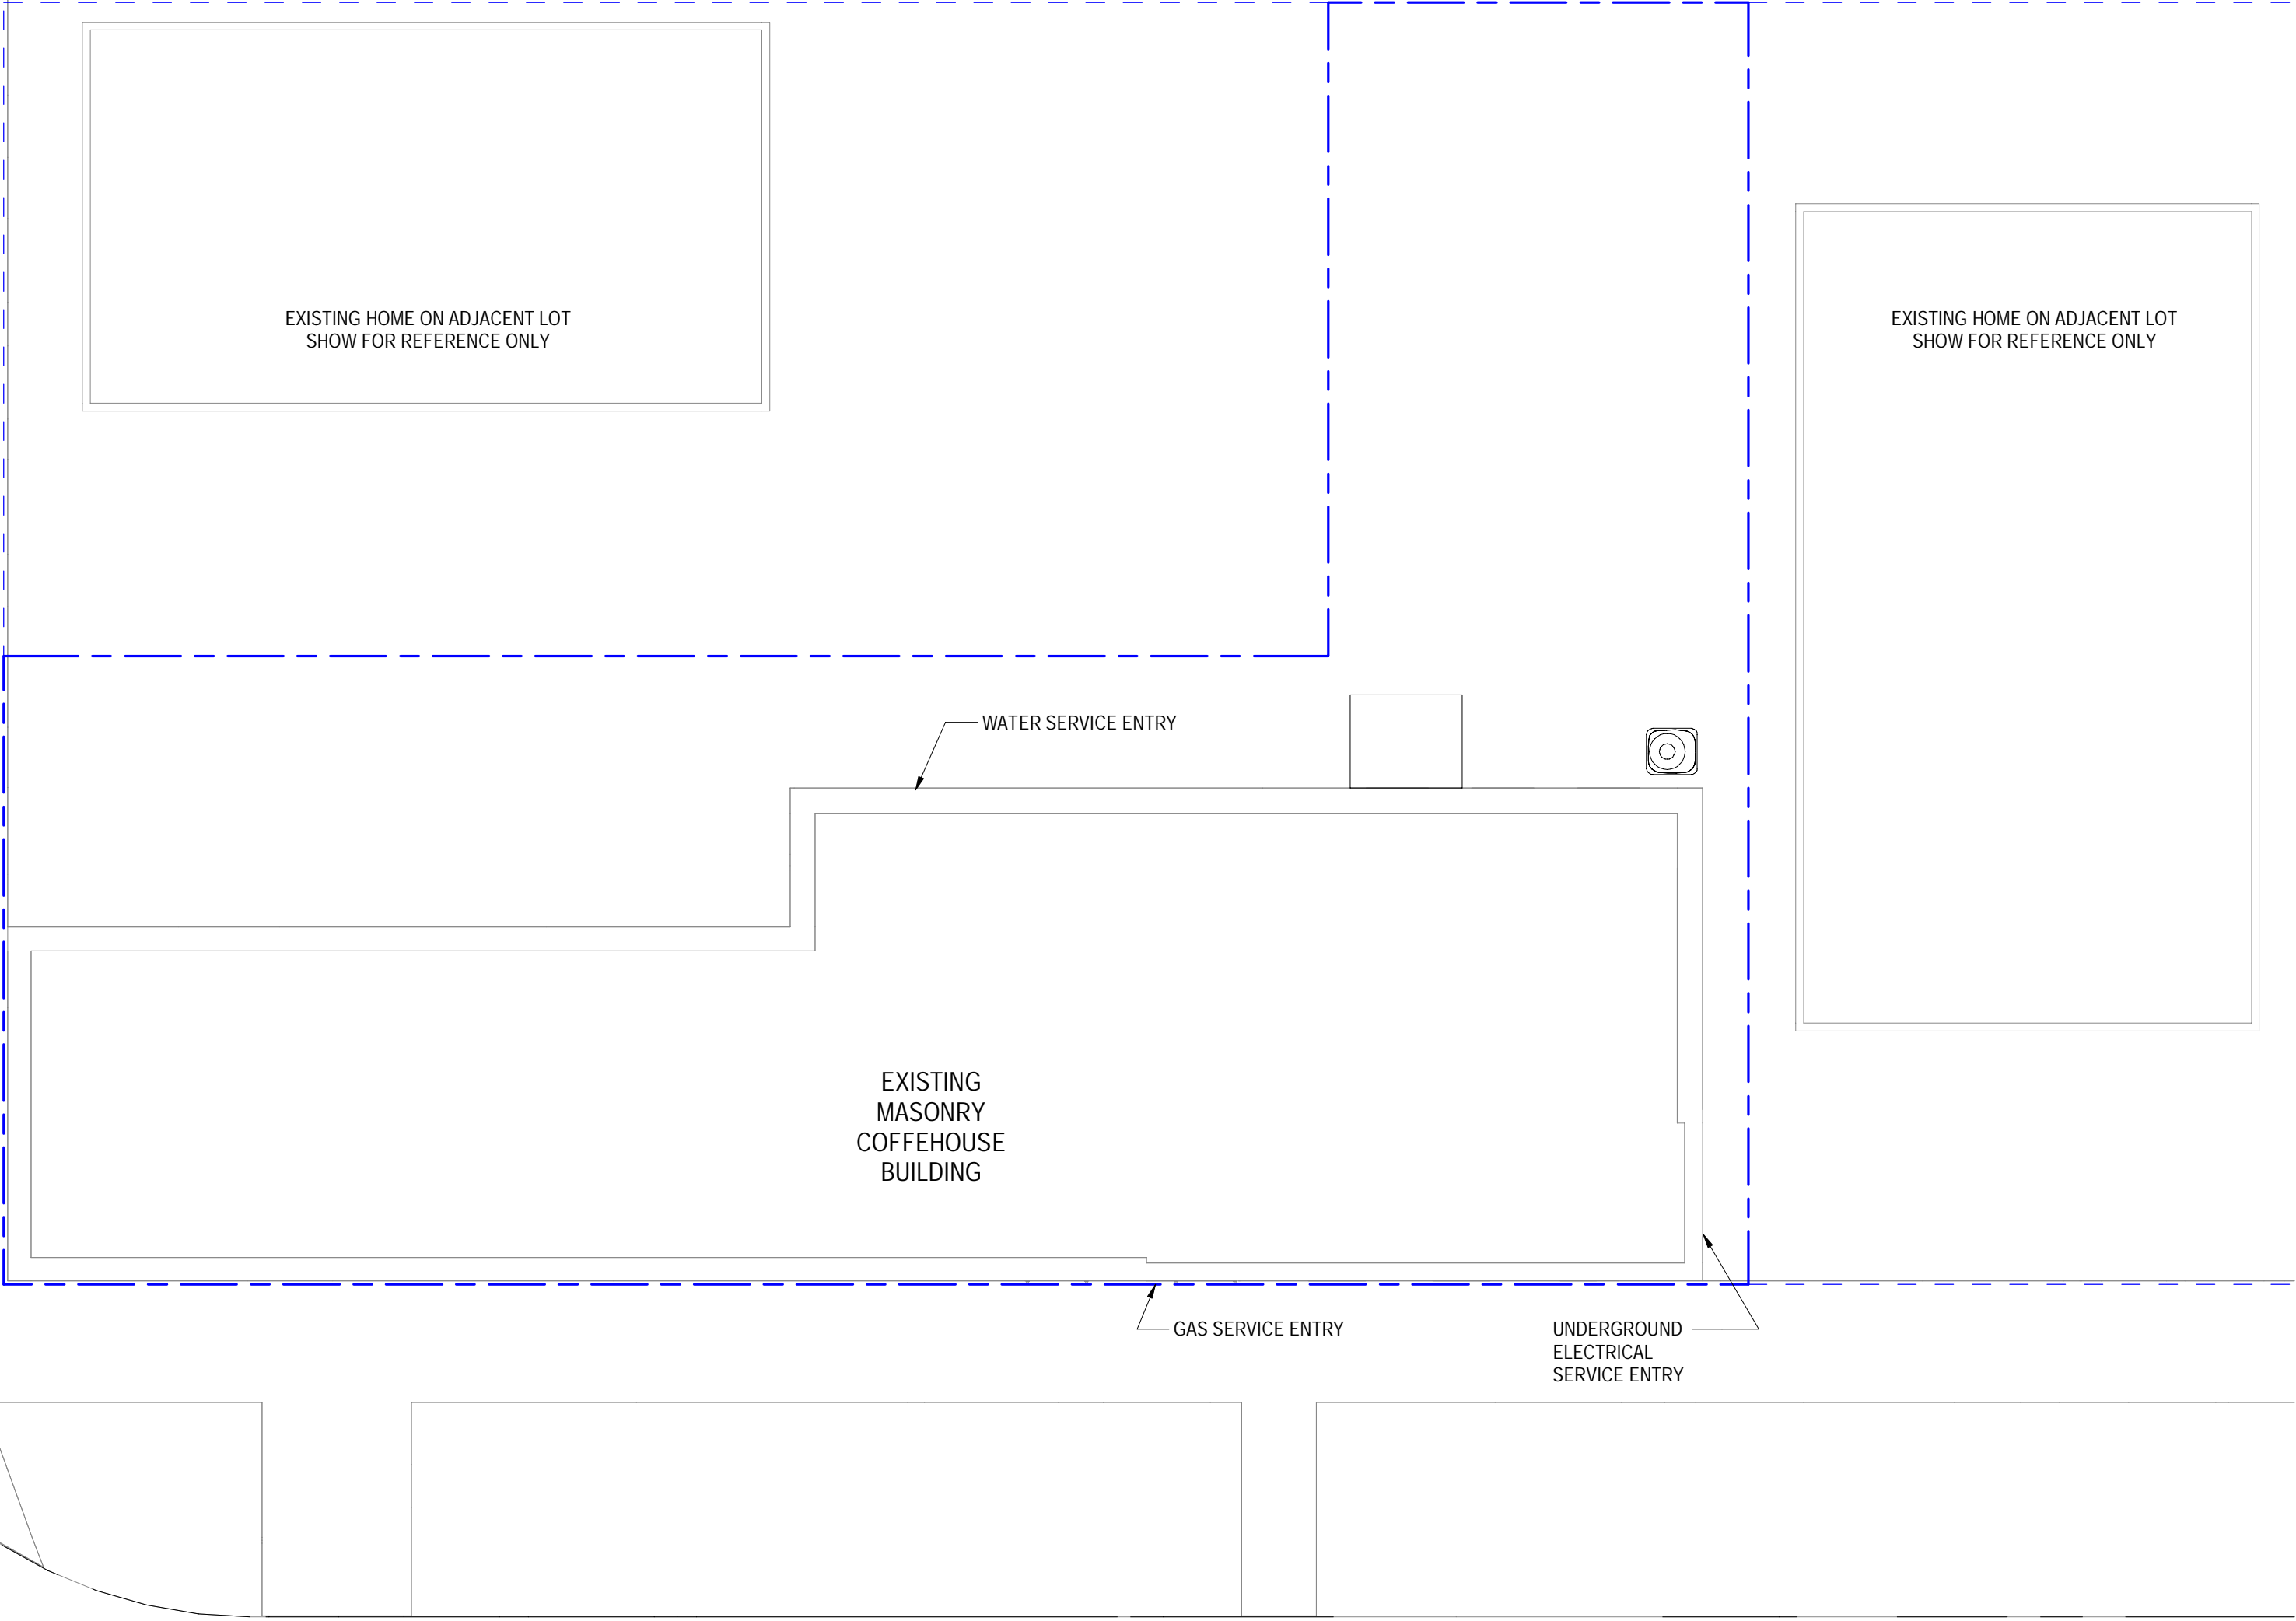 EXISTING HOME ON ADJACENT LOT
SHOW FOR REFERENCE ONLY
EXISTING HOME ON ADJACENT LOT
SHOW FOR REFERENCE ONLY
WATER SERVICE ENTRY
EXISTING
MASONRY
COFFEHOUSE
BUILDING
GAS SERVICE ENTRY
UNDERGROUND
ELECTRICAL
SERVICE ENTRY